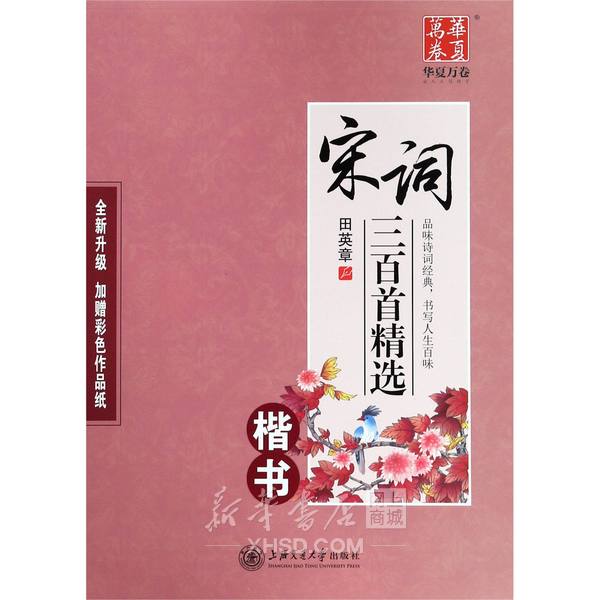 華夏
萬卷
®
华夏万卷
宋词
三百首精选
田英章
品味诗词经典，书写人生百味
全新升级 加赠彩色作品纸
楷书
新华书店
网上
商城
XHSD.COM
上海交通大学出版社
SHANGHAI JIAO TONG UNIVERSITY PRESS